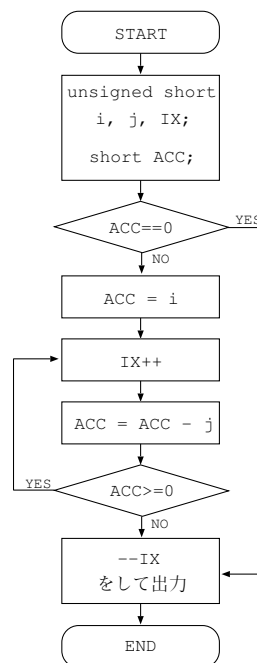 START
unsigned short
i, j, IX;
short ACC;
ACC==0
YES
NO
ACC = i
IX++
ACC = ACC - j
YES
ACC>=0
NO
--IX
をして出力
END